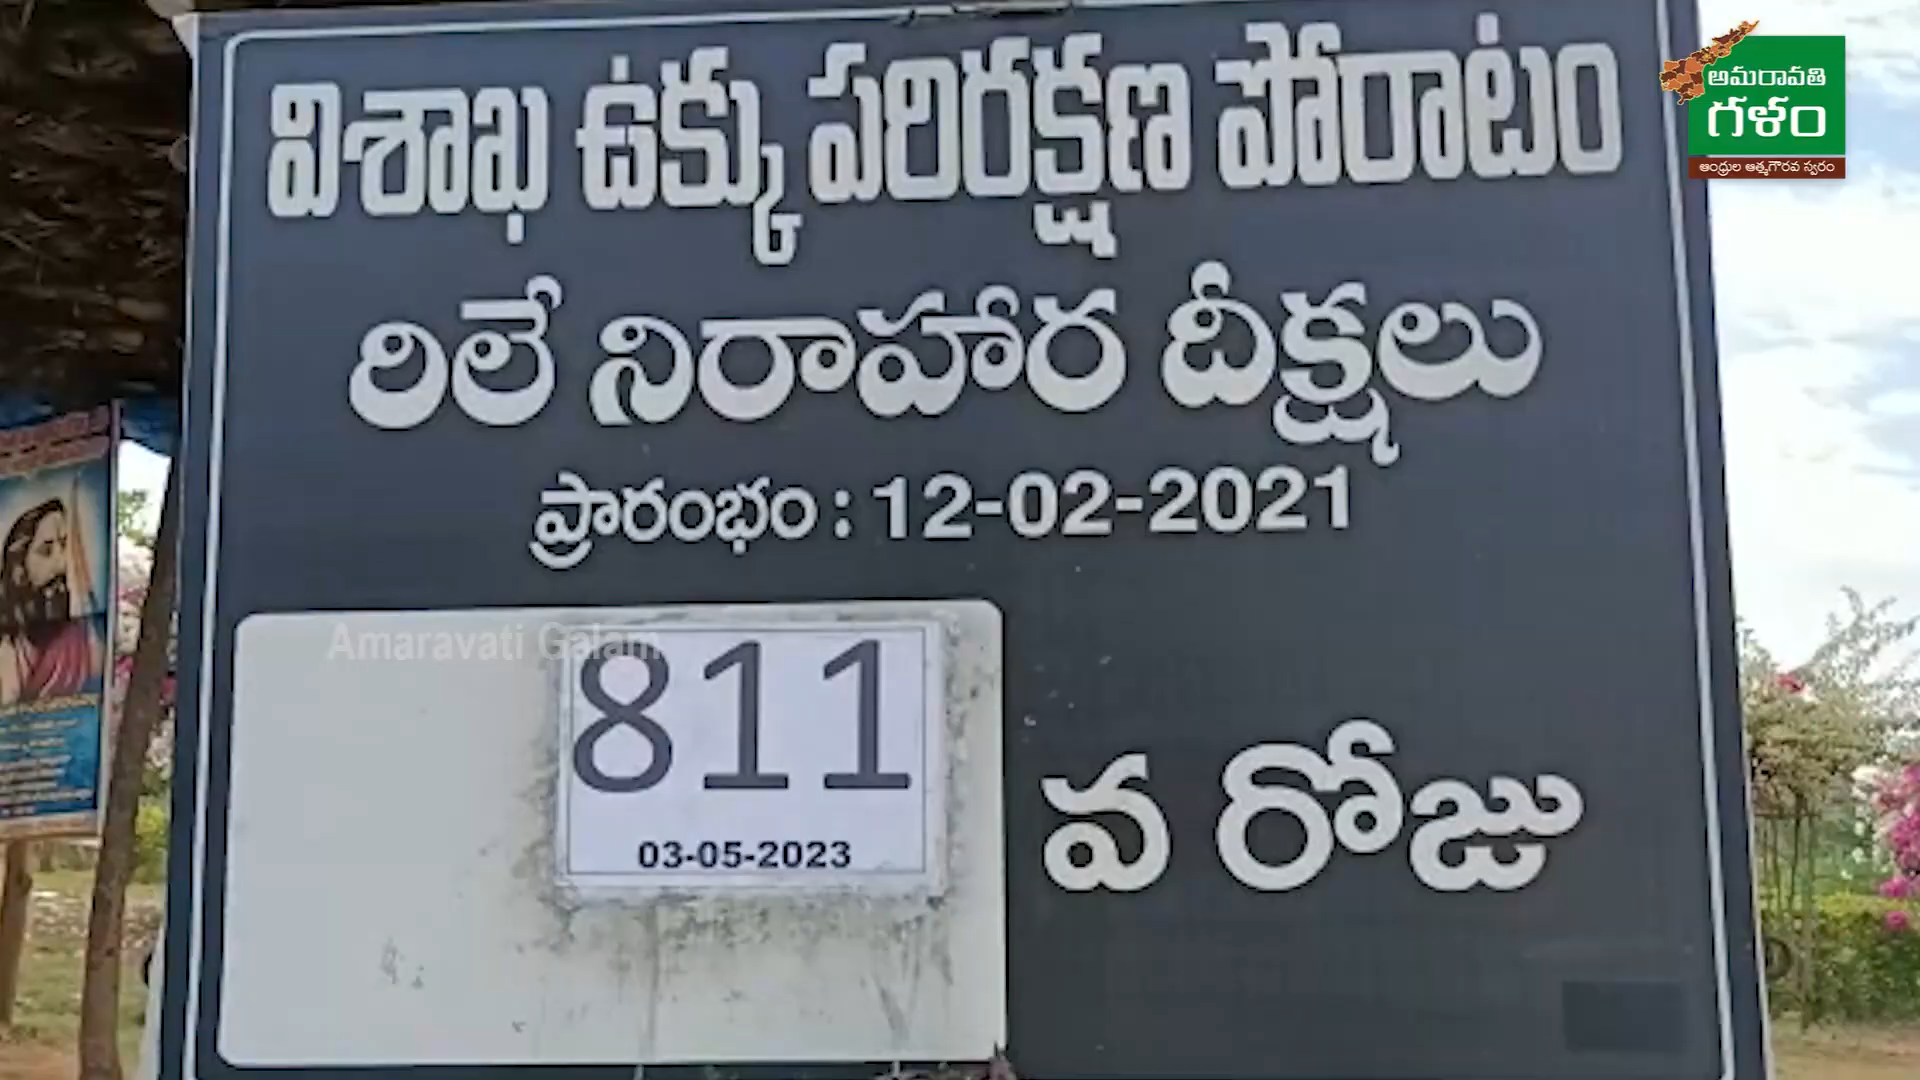 విశాఖ ఉక్కు పరిరక్షణ పోరాటం
రిలే నిరాహార దీక్షలు
ప్రారంభం : 12-02-2021
811
03-05-2023
వ రోజు
Amaravati Galam
అమరావతి
గళం
ఆంధ్రుల ఆత్మగౌరవ స్వరం